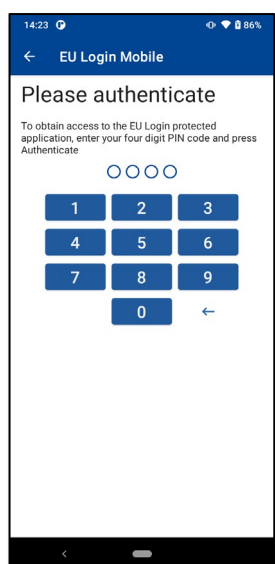 14:23 86%
EU Login Mobile
Please authenticate
To obtain access to the EU Login protected
application, enter your four digit PIN code and press
Authenticate
1 2 3
4 5 6
7 8 9
0